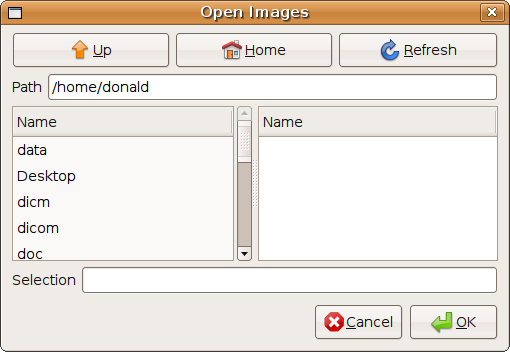 Open Images
Up Home Refresh
Path /home/donald
Name Name
data
Desktop
dicm
dicom
doc
Selection
Cancel OK